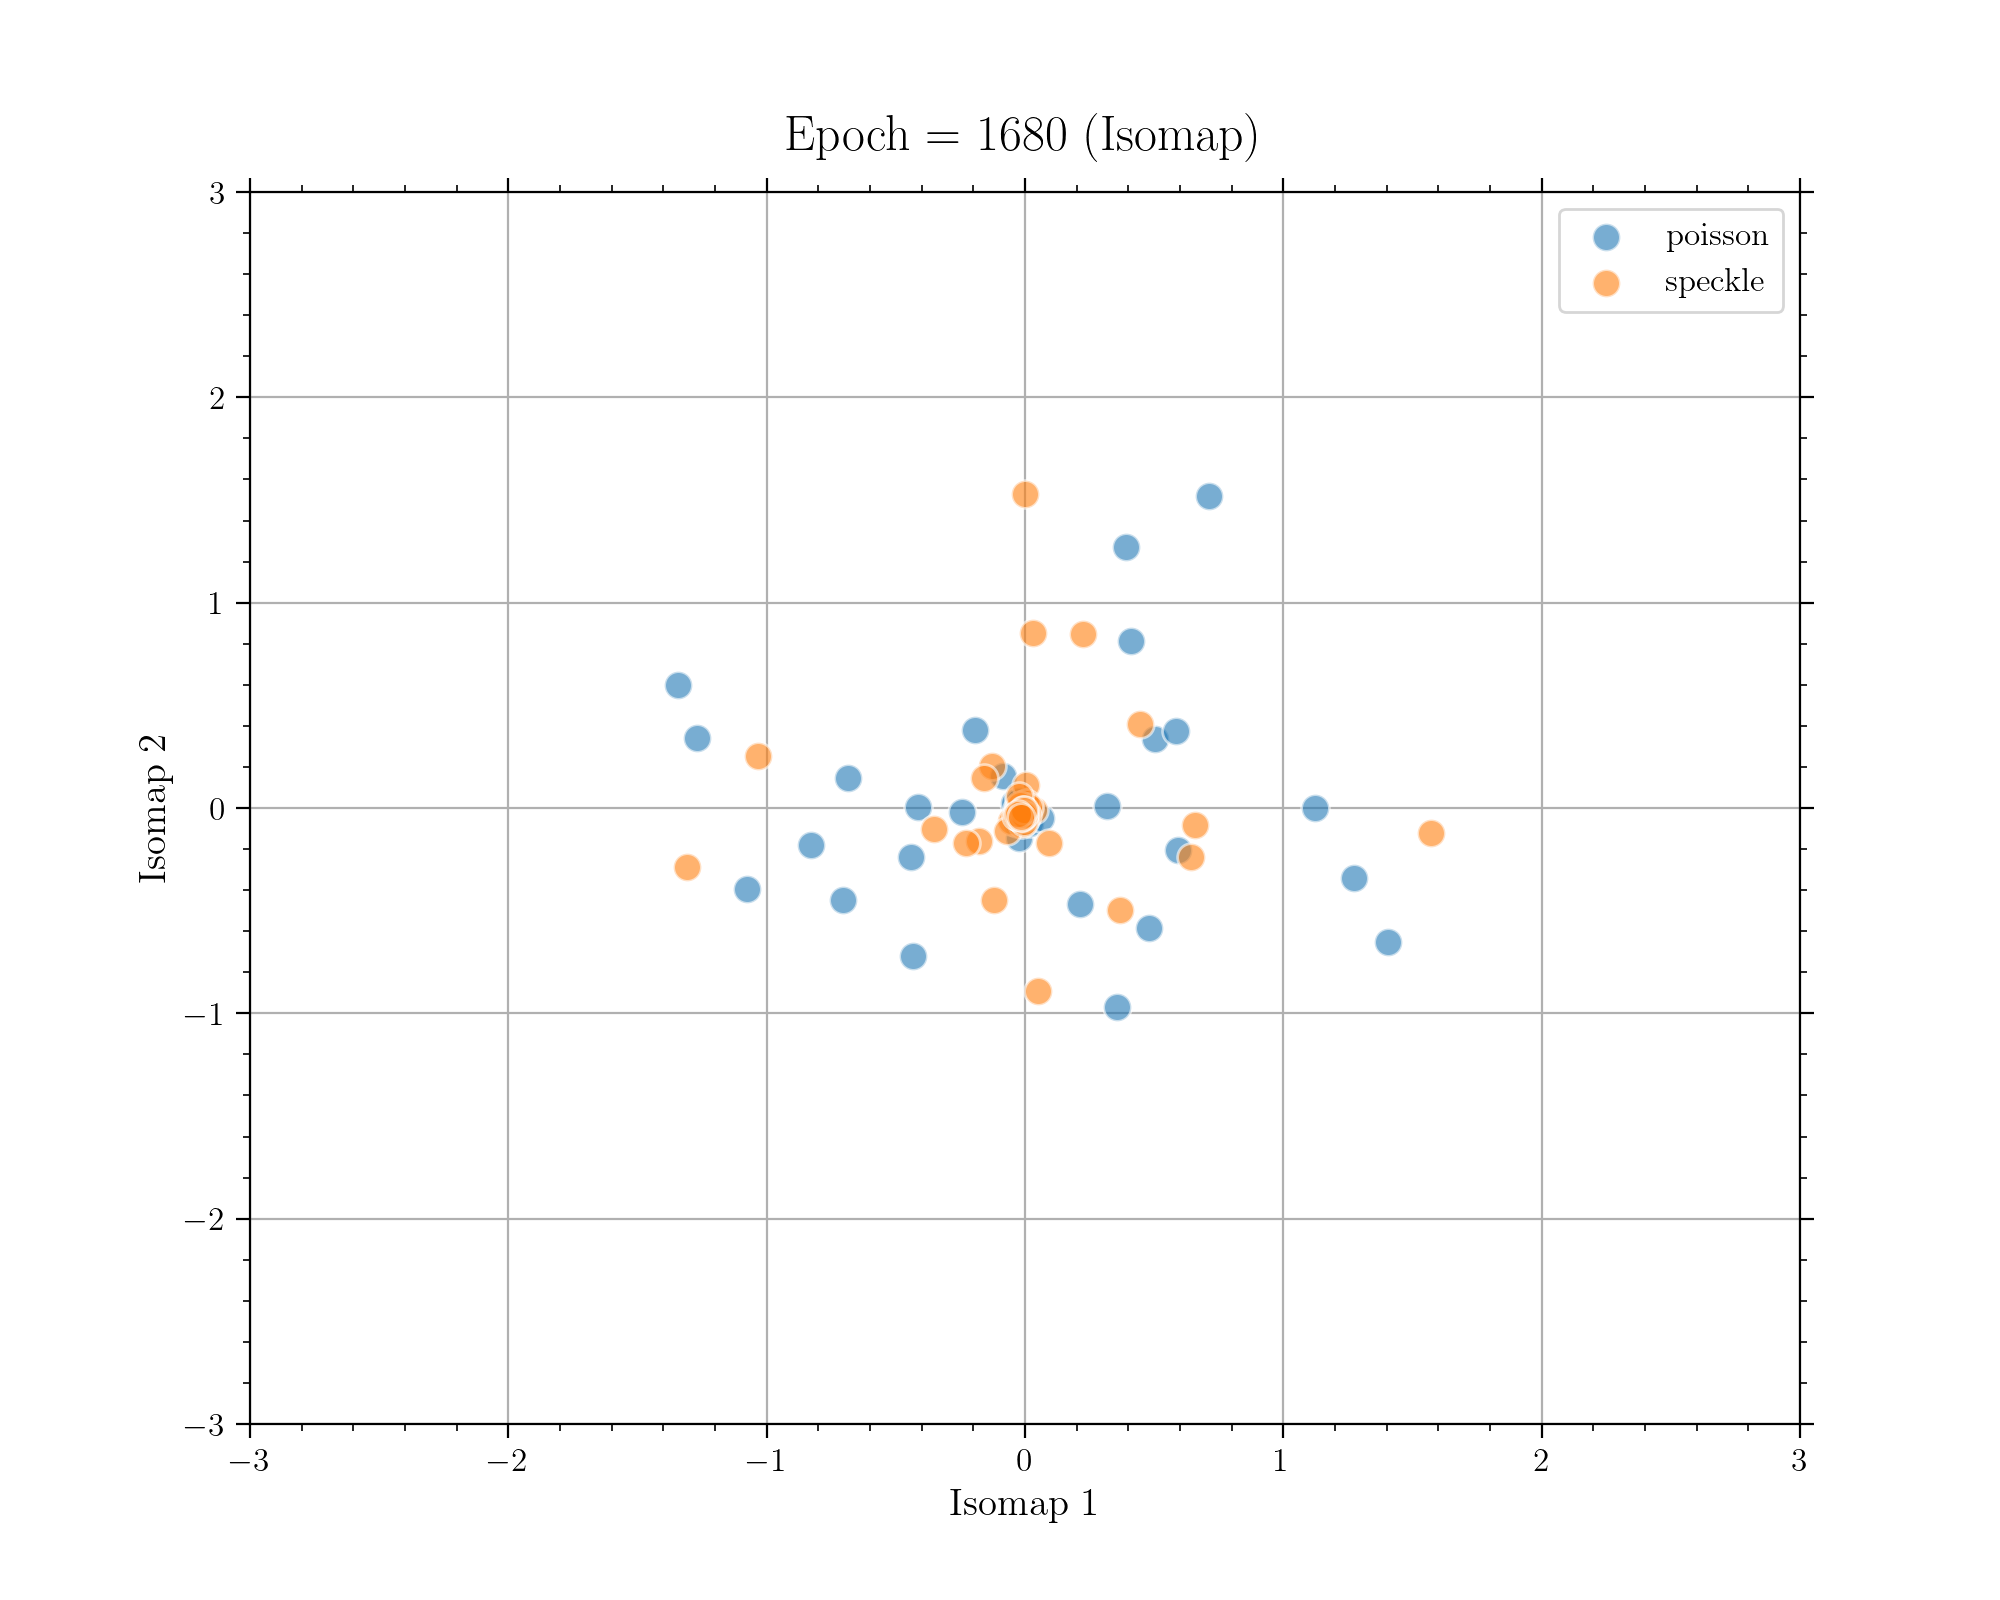 Epoch = 1680 (Isomap)
poisson
speckle
3
2
1
0
−1
−2
−3
Isomap 2
−3
−2
−1
0
1
2
3
Isomap 1